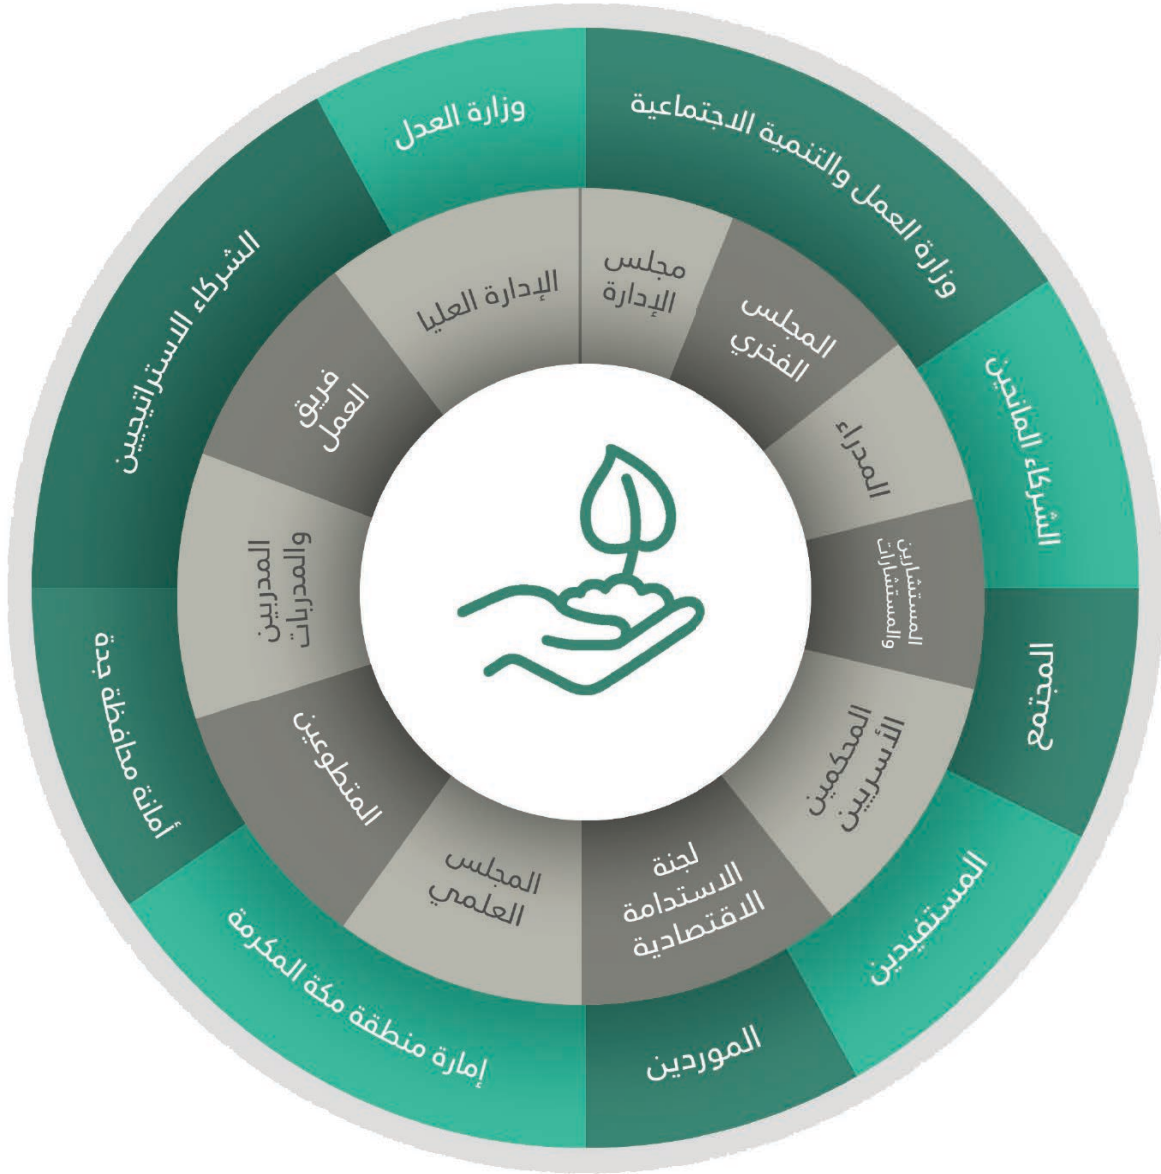 وزارة العمل والتنمية الاجتماعية
الشركاء المانحين
المجتمع
المستفيدين
الموردين
إمارة منطقة مكة المكرمة
أمانة محافظة جدة
الشركاء الاستراتيجيين
وزارة العدل
مجلس
الإدارة
المجلس
الفخري
المدراء
المستشارين
والمستشارات
المحكمين
الأسريين
لجنة
الاستدامة
الاقتصادية
المجلس
العلمي
المتطوعين
المدربين
والمدربات
فريق
العمل
الإدارة العليا